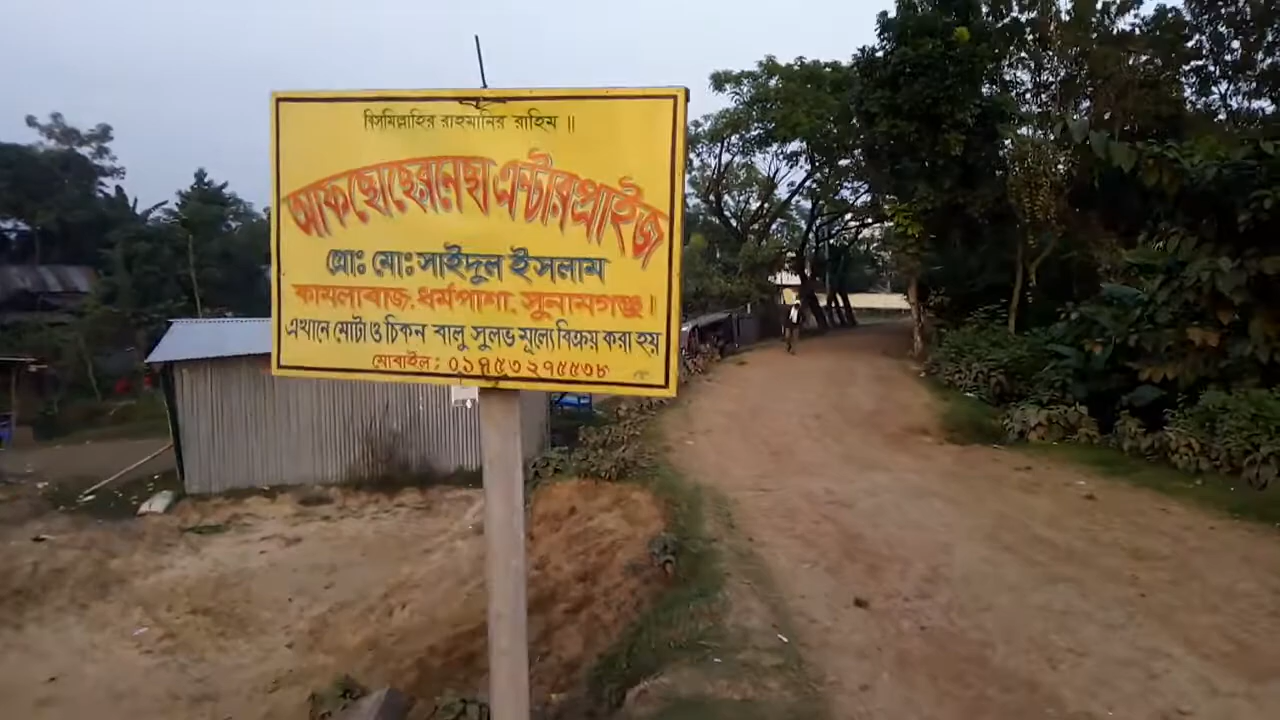 বিসমিল্লাহির রাহমানির রাহিম ॥
আফছোছেন্নেছা এন্টারপ্রাইজ
প্রোঃ মোঃ সাইদুল ইসলাম
কামলাবাজ, ধর্মপাশা, সুনামগঞ্জ।
এখানে মোটা ও চিকন বালু সুলভ মূল্যে বিক্রয় করা হয়
মোবাইল : ০১৭৫৩২৭৫৫৩৮